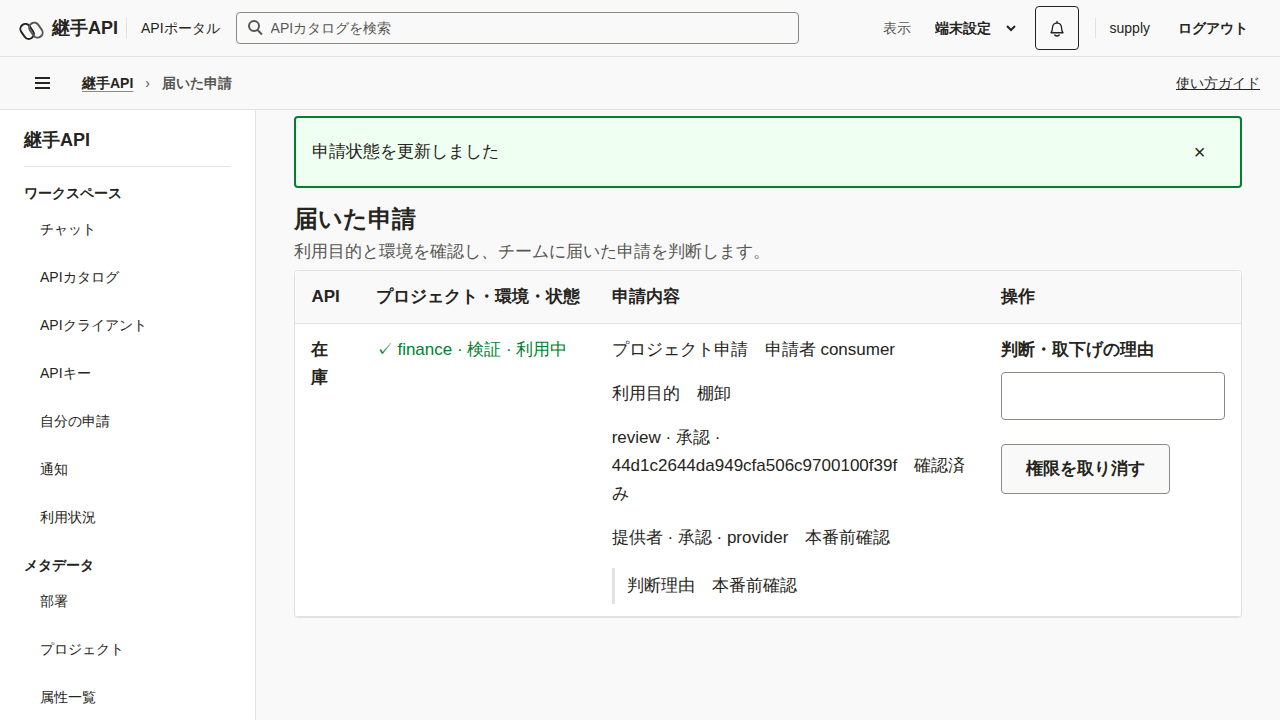 継手API APIポータル APIカタログを検索 表示 端末設定 supply ログアウト
継手API › 届いた申請 使い方ガイド
継手API
ワークスペース
チャット
APIカタログ
APIクライアント
APIキー
自分の申請
通知
利用状況
メタデータ
部署
プロジェクト
属性一覧
申請状態を更新しました ×
届いた申請
利用目的と環境を確認し、チームに届いた申請を判断します。
API プロジェクト・環境・状態 申請内容 操作
在
庫
✓ finance · 検証 · 利用中
プロジェクト申請　申請者 consumer
利用目的　棚卸
review · 承認 ·
44d1c2644da949cfa506c9700100f39f　確認済
み
提供者 · 承認 · provider　本番前確認
判断理由　本番前確認
判断・取下げの理由
権限を取り消す